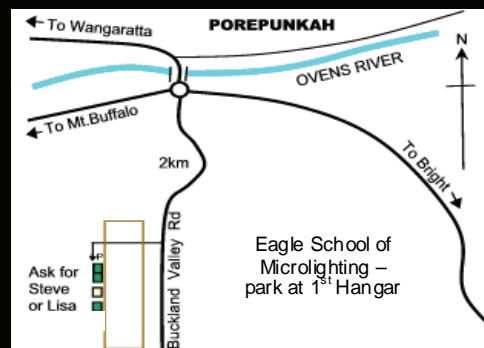 To Wangaratta
POREPUNKAH
N
OVENS RIVER
To Mt.Buffalo
To Bright
2km
Buckland Valley Rd
P
Eagle School of
Microlighting –
park at 1st Hangar
Ask for
Steve
or Lisa